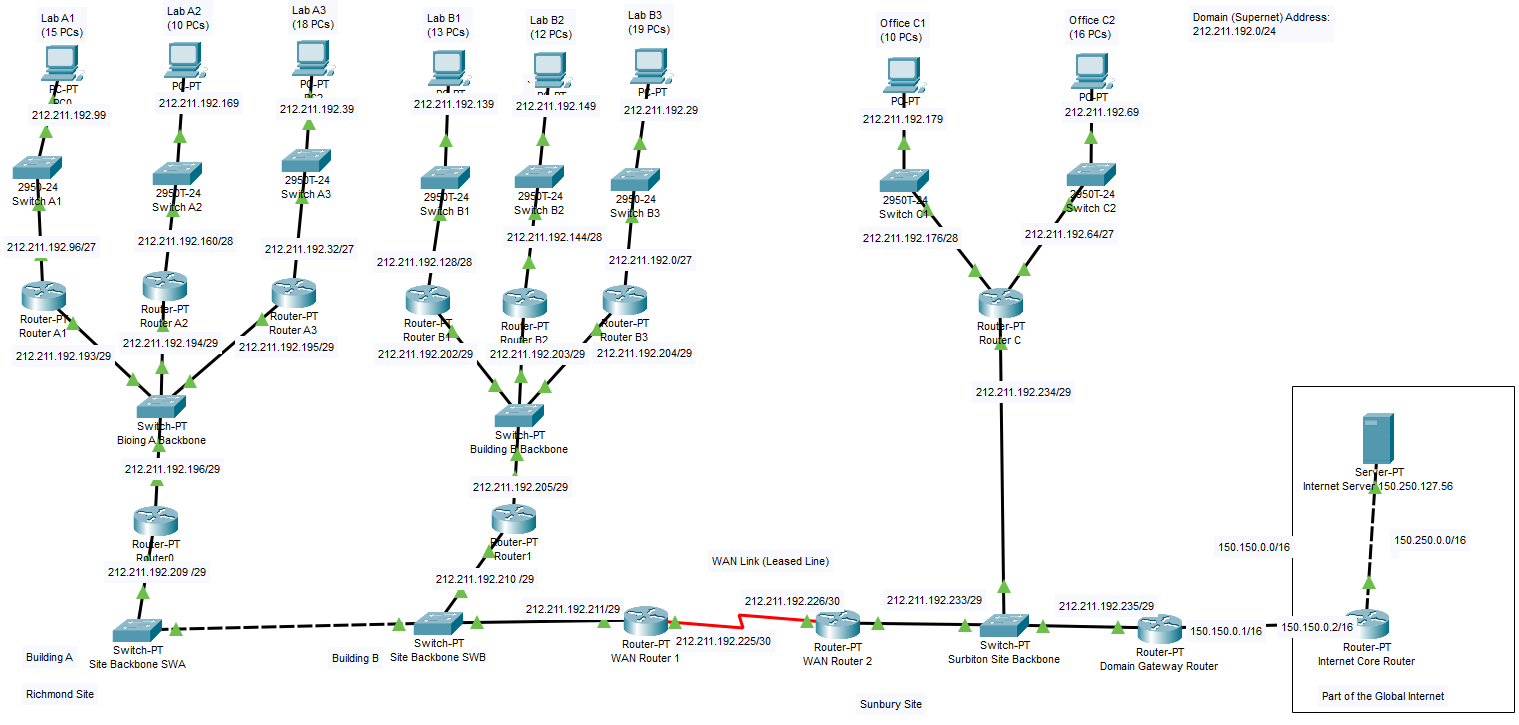 Lab A1
(15 PCs)
Lab A2
(10 PCs)
Lab A3
(18 PCs)
Lab B1
(13 PCs)
Lab B2
(12 PCs)
Lab B3
(19 PCs)
Office C1
(10 PCs)
Office C2
(16 PCs)
Domain (Supernet) Address:
212.211.192.0/24
PC-PT
PC0
212.211.192.99
PC-PT
212.211.192.169
PC-PT
212.211.192.39
PC-PT
212.211.192.139
212.211.192.149
PC-PT
212.211.192.29
PC-PT
212.211.192.179
PC-PT
212.211.192.69
2950-24
Switch A1
2950T-24
Switch A2
2950T-24
Switch A3
2950T-24
Switch B1
2950T-24
Switch B2
2950-24
Switch B3
2950T-24
Switch C1
2950T-24
Switch C2
212.211.192.96/27
212.211.192.160/28
212.211.192.32/27
212.211.192.128/28
212.211.192.144/28
212.211.192.0/27
212.211.192.176/28
212.211.192.64/27
Router-PT
Router A1
Router-PT
Router A2
Router-PT
Router A3
Router-PT
Router B1
Router-PT
Router B2
Router-PT
Router B3
Router-PT
Router C
212.211.192.193/29
212.211.192.194/29
212.211.192.195/29
212.211.192.202/29
212.211.192.203/29
212.211.192.204/29
212.211.192.234/29
Switch-PT
Bioing A Backbone
Switch-PT
Building B Backbone
212.211.192.196/29
212.211.192.205/29
Server-PT
Internet Server 150.250.127.56
Router-PT
Router0
Router-PT
Router1
150.150.0.0/16
150.250.0.0/16
212.211.192.209 /29
212.211.192.210 /29
WAN Link (Leased Line)
212.211.192.211/29
212.211.192.226/30
212.211.192.233/29
212.211.192.235/29
212.211.192.225/30
150.150.0.1/16
150.150.0.2/16
Switch-PT
Site Backbone SWA
Switch-PT
Site Backbone SWB
Router-PT
WAN Router 1
Router-PT
WAN Router 2
Switch-PT
Surbiton Site Backbone
Router-PT
Domain Gateway Router
Router-PT
Internet Core Router
Building A
Building B
Richmond Site
Sunbury Site
Part of the Global Internet